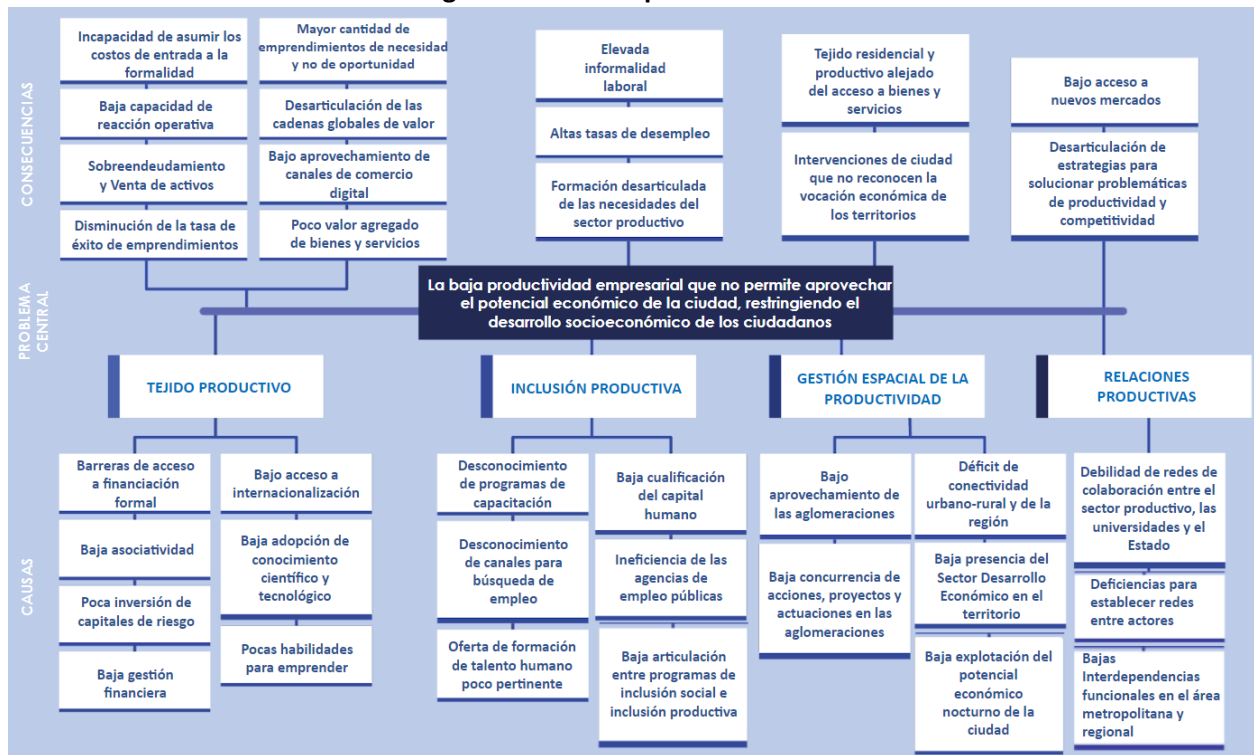 CONSECUENCIAS
Incapacidad de asumir los
costos de entrada a la
formalidad
Baja capacidad de
reacción operativa
Sobreendeudamiento
y Venta de activos
Disminución de la tasa de
éxito de emprendimientos
Mayor cantidad de
emprendimientos de necesidad
y no de oportunidad
Desarticulación de las
cadenas globales de valor
Bajo aprovechamiento de
canales de comercio
digital
Poco valor agregado
de bienes y servicios
Elevada
informalidad
laboral
Altas tasas de desempleo
Formación desarticulada
de las necesidades del
sector productivo
Tejido residencial y
productivo alejado
del acceso a bienes y
servicios
Intervenciones de ciudad
que no reconocen la
vocación económica de
los territorios
Bajo acceso a
nuevos mercados
Desarticulación de
estrategias para
solucionar problemáticas
de productividad y
competitividad
PROBLEMA
CENTRAL
La baja productividad empresarial que no permite aprovechar
el potencial económico de la ciudad, restringiendo el
desarrollo socioeconómico de los ciudadanos
TEJIDO PRODUCTIVO
INCLUSIÓN PRODUCTIVA
GESTIÓN ESPACIAL DE LA
PRODUCTIVIDAD
RELACIONES
PRODUCTIVAS
CAUSAS
Barreras de acceso
a financiación
formal
Baja asociatividad
Poca inversión de
capitales de riesgo
Baja gestión
financiera
Bajo acceso a
internacionalización
Baja adopción de
conocimiento
científico y
tecnológico
Pocas habilidades
para emprender
Desconocimiento
de programas de
capacitación
Desconocimiento
de canales para
búsqueda de
empleo
Oferta de formación
de talento humano
poco pertinente
Baja cualificación
del capital
humano
Ineficiencia de las
agencias de
empleo públicas
Baja articulación
entre programas de
inclusión social e
inclusión productiva
Bajo
aprovechamiento de
las aglomeraciones
Baja concurrencia de
acciones, proyectos y
actuaciones en las
aglomeraciones
Déficit de
conectividad
urbano-rural y de la
región
Baja presencia del
Sector Desarrollo
Económico en el
territorio
Baja explotación del
potencial
económico
nocturno de la
ciudad
Debilidad de redes de
colaboración entre el
sector productivo, las
universidades y el
Estado
Deficiencias para
establecer redes
entre actores
Bajas
Interdependencias
funcionales en el área
metropolitana y
regional